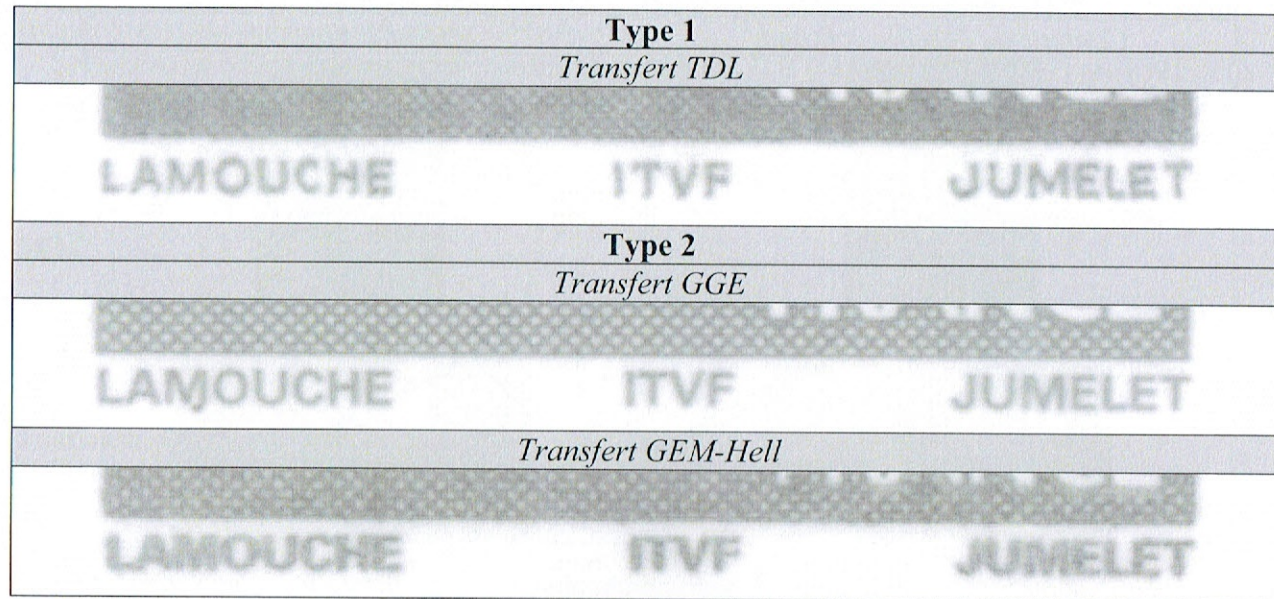 Type 1
Transfert TDL
LAMOUCHE ITVF JUMELET
Type 2
Transfert GGE
LAMOUCHE ITVF JUMELET
Transfert GEM-Hell
LAMOUCHE ITVF JUMELET